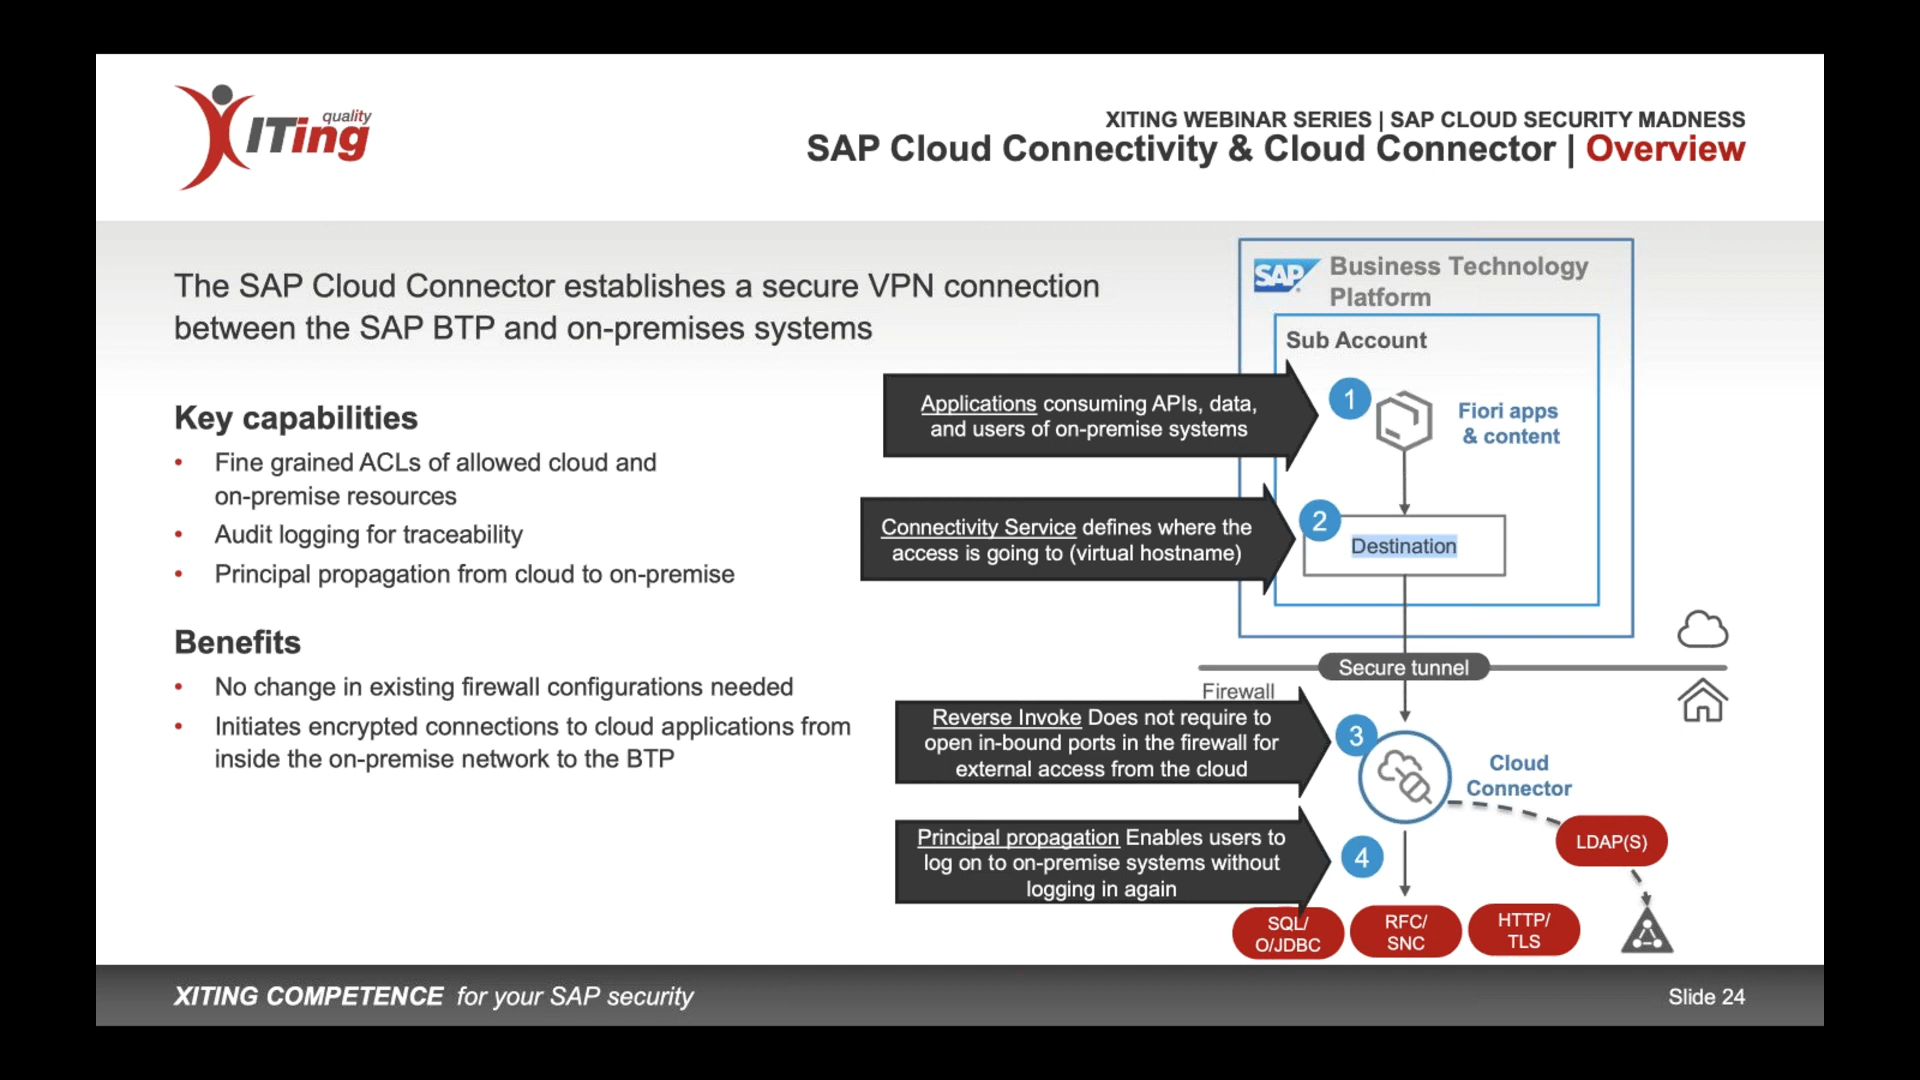 quality
XITing
XITING WEBINAR SERIES | SAP CLOUD SECURITY MADNESS
SAP Cloud Connectivity & Cloud Connector | Overview
The SAP Cloud Connector establishes a secure VPN connection
between the SAP BTP and on-premises systems
Key capabilities
• Fine grained ACLs of allowed cloud and
on-premise resources
• Audit logging for traceability
• Principal propagation from cloud to on-premise
Benefits
• No change in existing firewall configurations needed
• Initiates encrypted connections to cloud applications from
inside the on-premise network to the BTP
SAP Business Technology
Platform
Sub Account
Applications consuming APIs, data,
and users of on-premise systems
1
Fiori apps
& content
Connectivity Service defines where the
access is going to (virtual hostname)
2
Destination
Secure tunnel
Firewall
Reverse Invoke Does not require to
open in-bound ports in the firewall for
external access from the cloud
3
Cloud
Connector
Principal propagation Enables users to
log on to on-premise systems without
logging in again
4
LDAP(S)
SQL/
O/JDBC
RFC/
SNC
HTTP/
TLS
XITING COMPETENCE for your SAP security
Slide 24